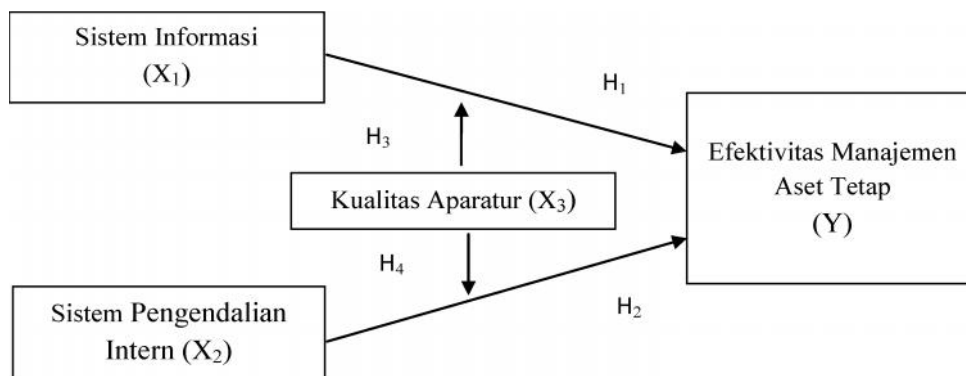 Sistem Informasi
(X₁)
H₁
H₃
Efektivitas Manajemen
Aset Tetap
(Y)
Kualitas Aparatur (X₃)
H₄
Sistem Pengendalian
Intern (X₂)
H₂